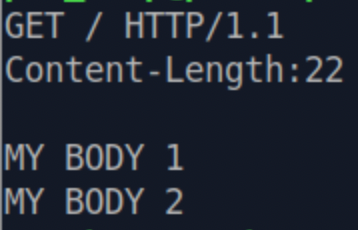 GET / HTTP/1.1
Content-Length:22

MY BODY 1
MY BODY 2